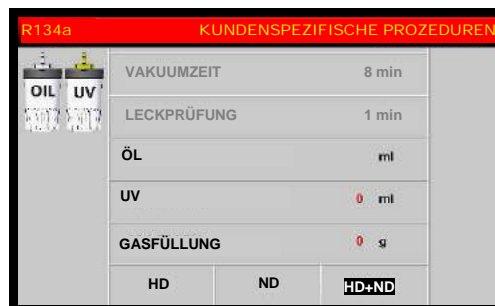 R134a KUNDENSPEZIFISCHE PROZEDUREN
OIL UV
VAKUUMZEIT 8 min
LECKPRÜFUNG 1 min
ÖL ml
UV 0 ml
GASFÜLLUNG 0 g
HD ND HD+ND